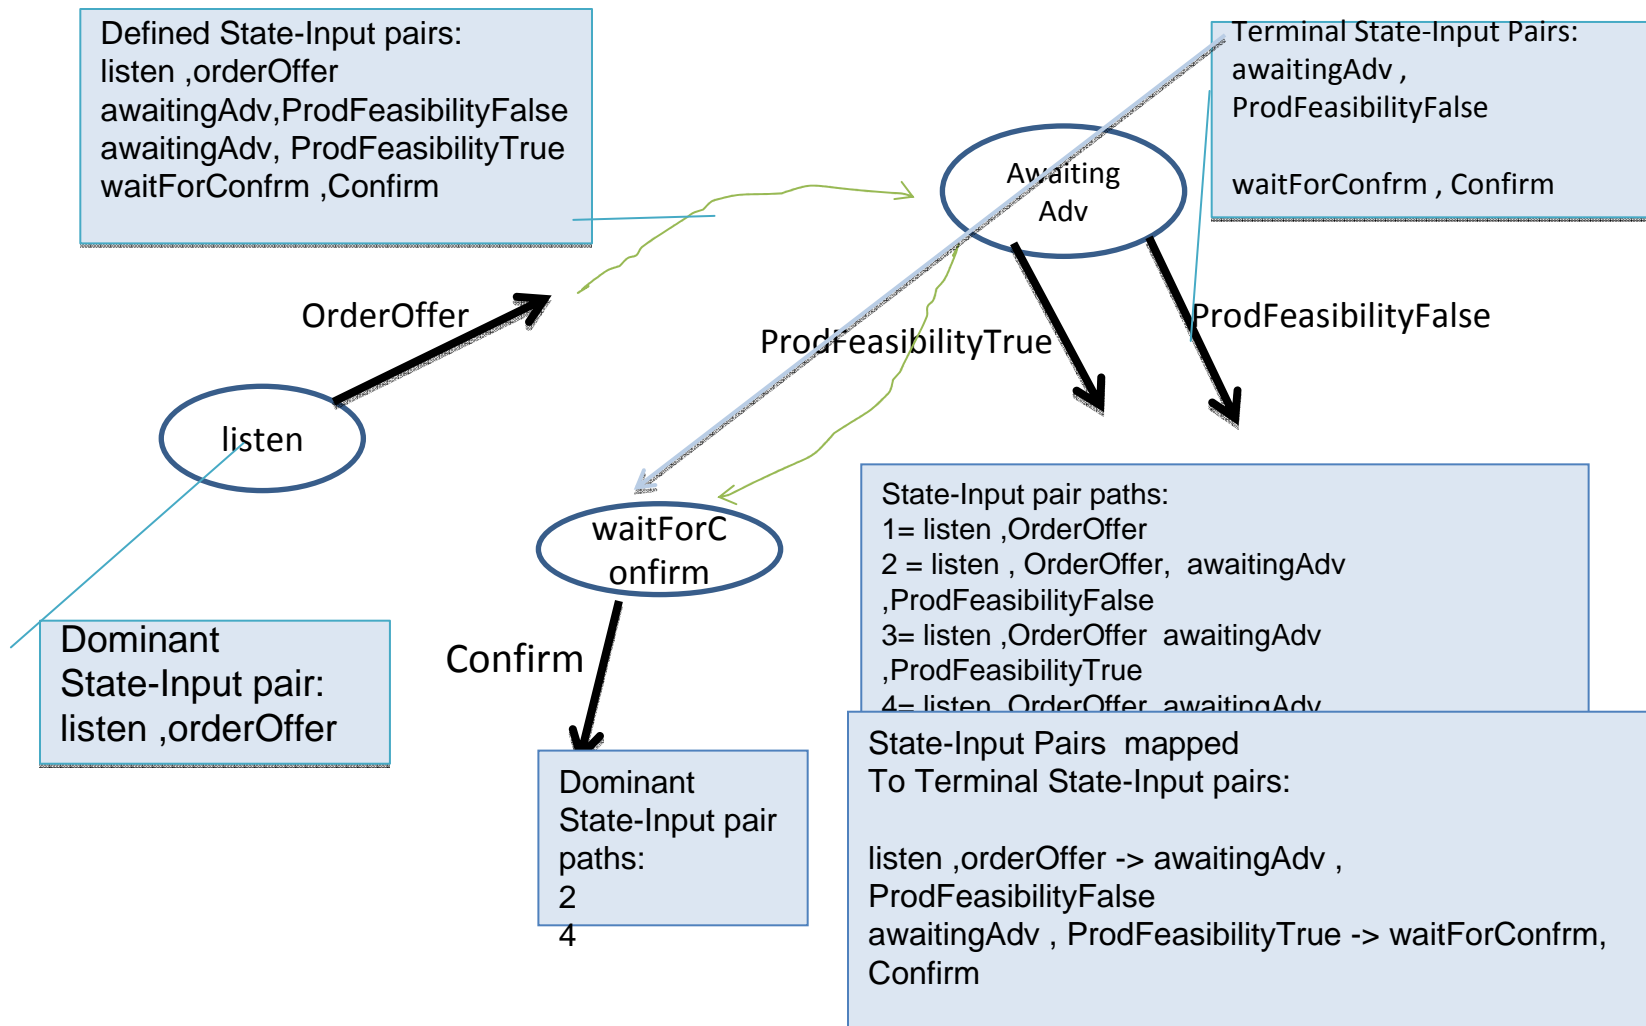 Defined State-Input pairs:
listen ,orderOffer
awaitingAdv,ProdFeasibilityFalse
awaitingAdv, ProdFeasibilityTrue
waitForConfrm ,Confirm
Terminal State-Input Pairs:
awaitingAdv ,
ProdFeasibilityFalse
waitForConfrm , Confirm
Awaiting
Adv
OrderOffer
ProdFeasibilityTrue
ProdFeasibilityFalse
listen
waitForC
onfirm
Confirm
Dominant
State-Input pair:
listen ,orderOffer
State-Input pair paths:
1= listen ,OrderOffer
2 = listen , OrderOffer,  awaitingAdv
,ProdFeasibilityFalse
3= listen ,OrderOffer  awaitingAdv
,ProdFeasibilityTrue
4= listen  OrderOffer  awaitingAdv
Dominant
State-Input pair
paths:
2
4
State-Input Pairs  mapped
To Terminal State-Input pairs:
listen ,orderOffer -> awaitingAdv ,
ProdFeasibilityFalse
awaitingAdv , ProdFeasibilityTrue -> waitForConfrm,
Confirm